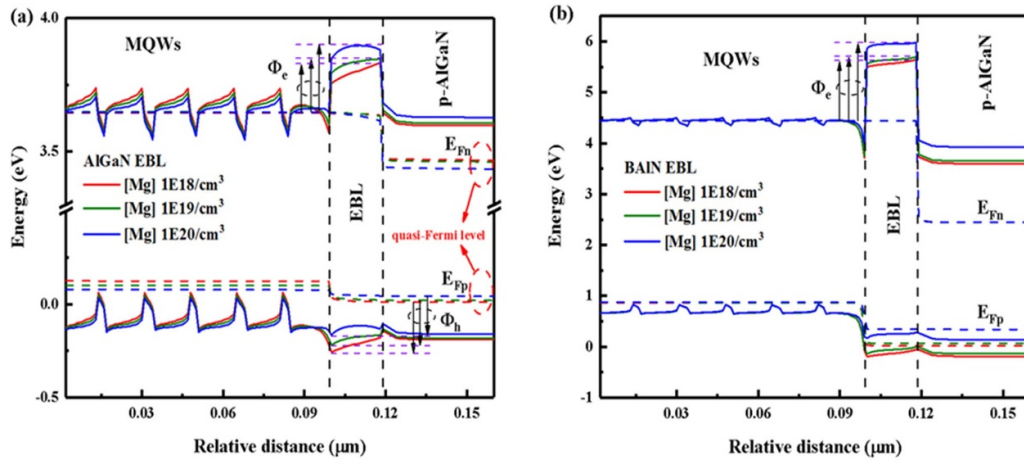 (a)
4.0
3.5
0.0
-0.5
Energy (eV)
MQWs
Φe
p-AlGaN
EFn
AlGaN EBL
[Mg] 1E18/cm3
[Mg] 1E19/cm3
[Mg] 1E20/cm3
EBL
quasi-Fermi level
EFp
Φh
0.03 0.06 0.09 0.12 0.15
Relative distance (μm)
(b)
6
5
4
3
2
1
0
-1
Energy (eV)
MQWs
Φe
p-AlGaN
BAlN EBL
[Mg] 1E18/cm3
[Mg] 1E19/cm3
[Mg] 1E20/cm3
EBL
EFn
EFp
0.03 0.06 0.09 0.12 0.15
Relative distance (μm)